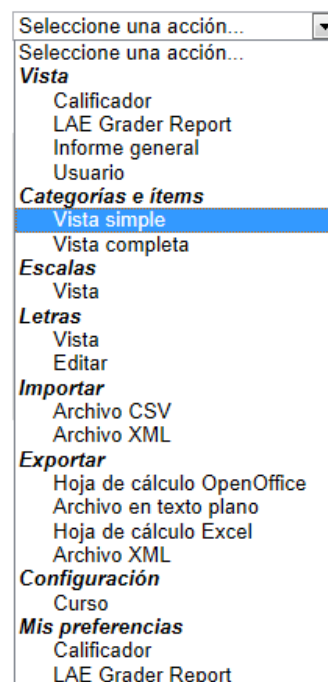 Seleccione una acción...
Seleccione una acción...
Vista
Calificador
LAE Grader Report
Informe general
Usuario
Categorías e ítems
Vista simple
Vista completa
Escalas
Vista
Letras
Vista
Editar
Importar
Archivo CSV
Archivo XML
Exportar
Hoja de cálculo OpenOffice
Archivo en texto plano
Hoja de cálculo Excel
Archivo XML
Configuración
Curso
Mis preferencias
Calificador
LAE Grader Report